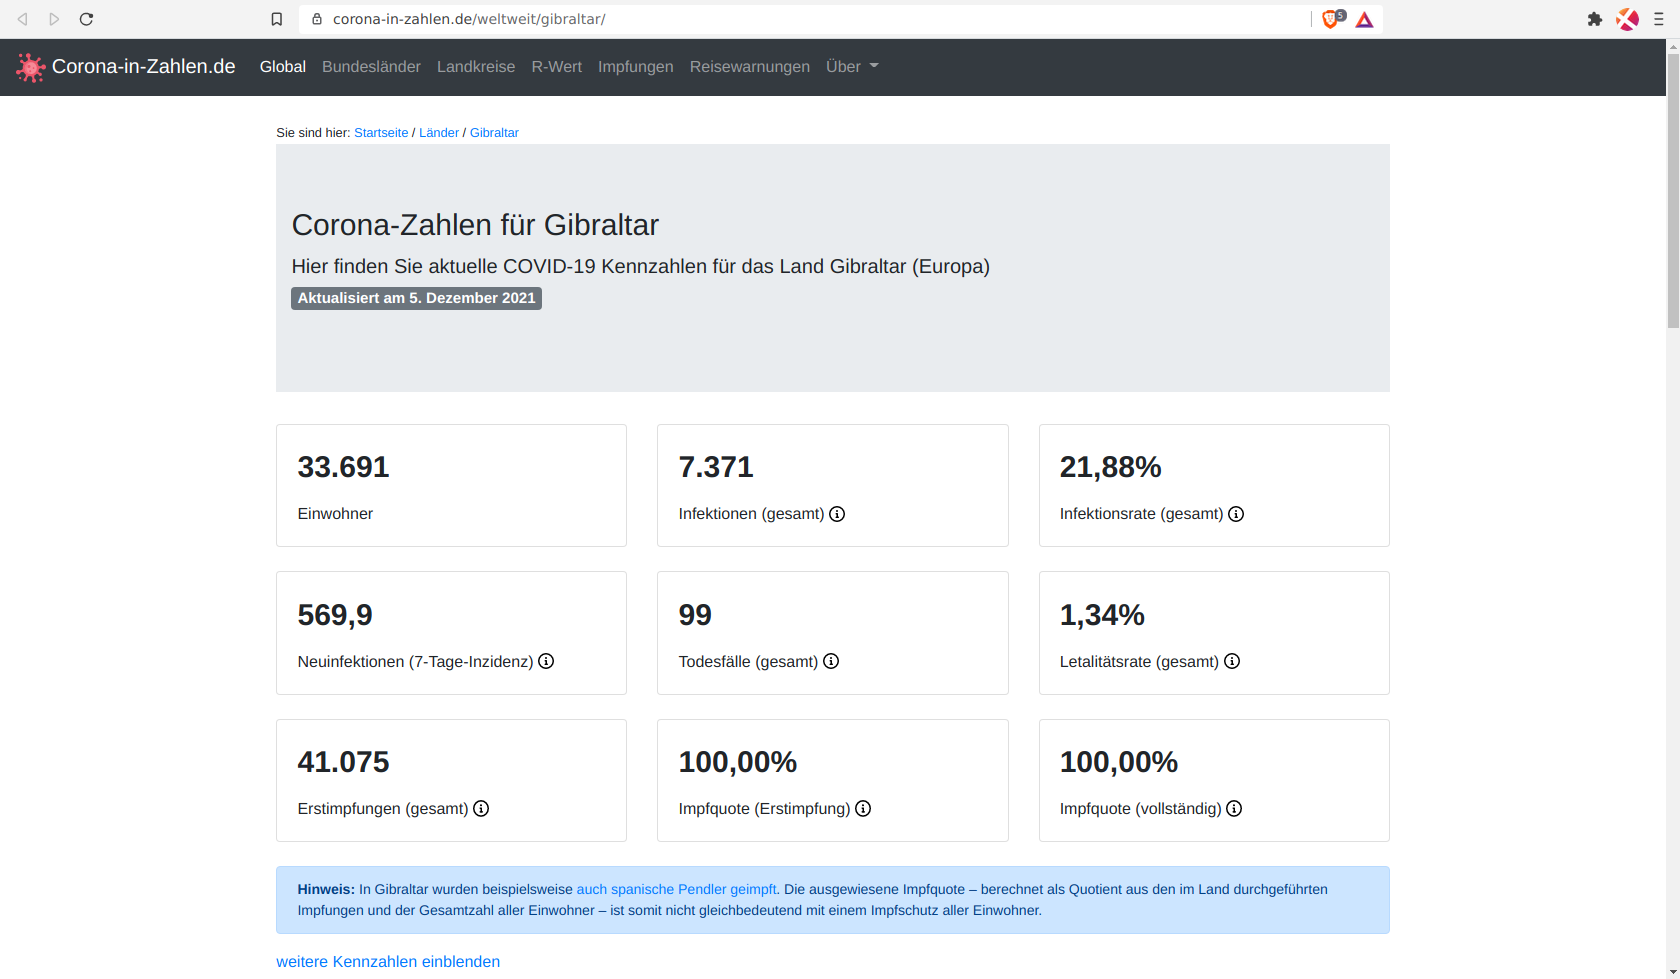 corona-in-zahlen.de/weltweit/gibraltar/
5
Corona-in-Zahlen.de Global Bundesländer Landkreise R-Wert Impfungen Reisewarnungen Über
Sie sind hier: Startseite / Länder / Gibraltar
Corona-Zahlen für Gibraltar
Hier finden Sie aktuelle COVID-19 Kennzahlen für das Land Gibraltar (Europa)
Aktualisiert am 5. Dezember 2021
33.691
Einwohner
7.371
Infektionen (gesamt)
21,88%
Infektionsrate (gesamt)
569,9
Neuinfektionen (7-Tage-Inzidenz)
99
Todesfälle (gesamt)
1,34%
Letalitätsrate (gesamt)
41.075
Erstimpfungen (gesamt)
100,00%
Impfquote (Erstimpfung)
100,00%
Impfquote (vollständig)
Hinweis: In Gibraltar wurden beispielsweise auch spanische Pendler geimpft. Die ausgewiesene Impfquote – berechnet als Quotient aus den im Land durchgeführten
Impfungen und der Gesamtzahl aller Einwohner – ist somit nicht gleichbedeutend mit einem Impfschutz aller Einwohner.
weitere Kennzahlen einblenden